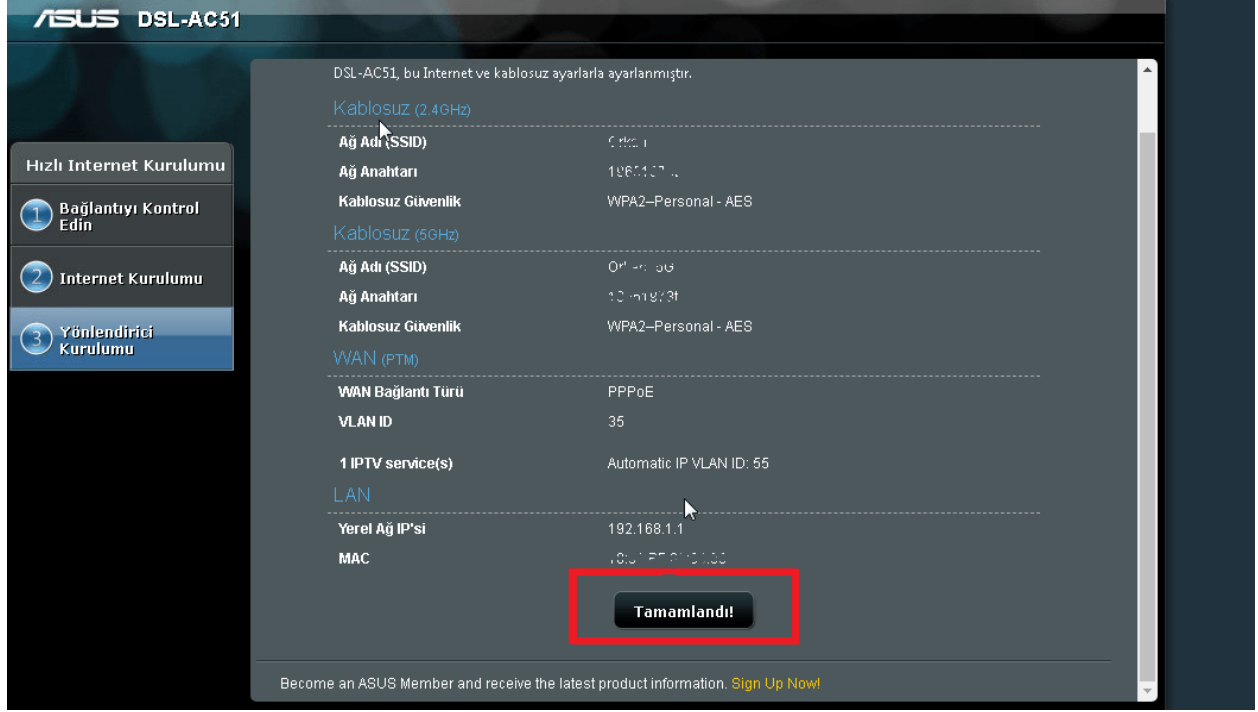 ASUS DSL-AC51
DSL-AC51, bu Internet ve kablosuz ayarlarla ayarlanmıştır.
Hızlı Internet Kurulumu
1 Bağlantıyı Kontrol
Edin
2 Internet Kurulumu
3 Yönlendirici
Kurulumu
Kablosuz (2.4GHz)
Ağ Adı (SSID)
Ağ Anahtarı
Kablosuz Güvenlik WPA2–Personal - AES
Kablosuz (5GHz)
Ağ Adı (SSID)
Ağ Anahtarı
Kablosuz Güvenlik WPA2–Personal - AES
WAN (PTM)
WAN Bağlantı Türü PPPoE
VLAN ID 35
1 IPTV service(s) Automatic IP VLAN ID: 55
LAN
Yerel Ağ IP'si 192.168.1.1
MAC
Tamamlandı!
Become an ASUS Member and receive the latest product information. Sign Up Now!